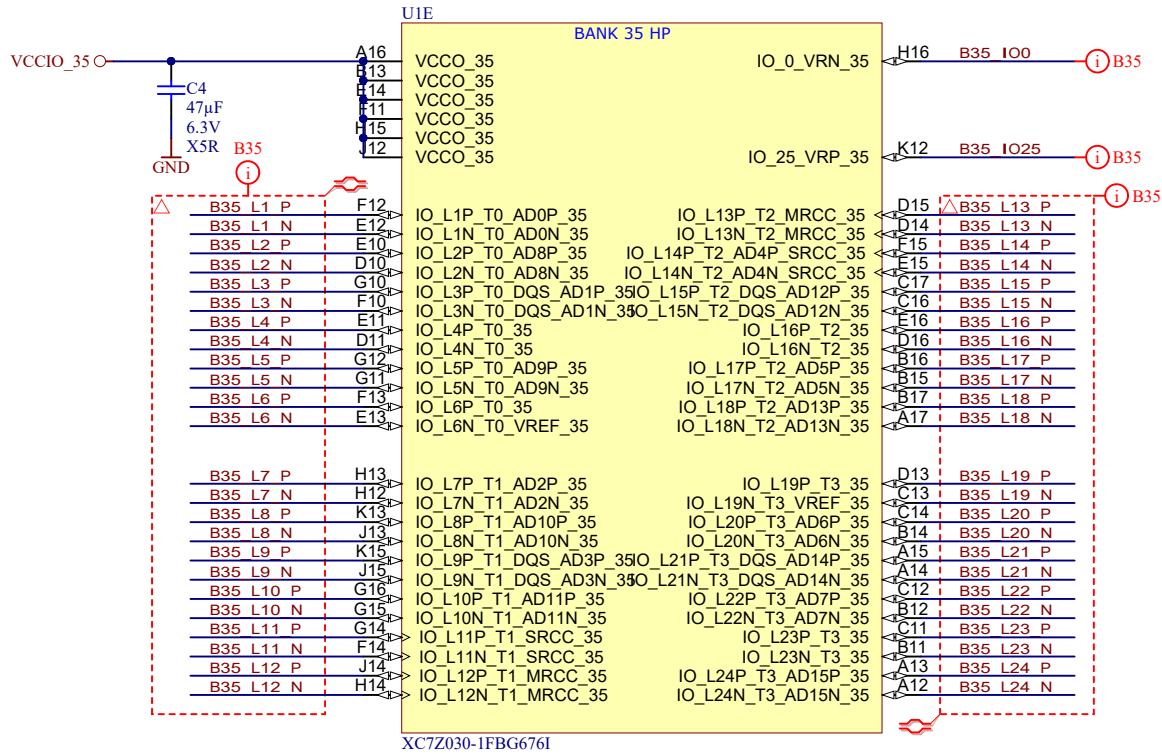 U1E
BANK 35 HP
VCCIO_35
A16 VCCO_35
B13 VCCO_35
E14 VCCO_35
F11 VCCO_35
H15 VCCO_35
J12 VCCO_35
C4
47µF
6.3V
X5R
GND
IO_0_VRN_35 H16 B35_IO0 i B35
IO_25_VRP_35 K12 B35_IO25 i B35
B35
i
i B35
B35_L1_P F12 IO_L1P_T0_AD0P_35
B35_L1_N E12 IO_L1N_T0_AD0N_35
B35_L2_P E10 IO_L2P_T0_AD8P_35
B35_L2_N D10 IO_L2N_T0_AD8N_35
B35_L3_P G10 IO_L3P_T0_DQS_AD1P_35
B35_L3_N F10 IO_L3N_T0_DQS_AD1N_35
B35_L4_P E11 IO_L4P_T0_35
B35_L4_N D11 IO_L4N_T0_35
B35_L5_P G12 IO_L5P_T0_AD9P_35
B35_L5_N G11 IO_L5N_T0_AD9N_35
B35_L6_P F13 IO_L6P_T0_35
B35_L6_N E13 IO_L6N_T0_VREF_35
B35_L7_P H13 IO_L7P_T1_AD2P_35
B35_L7_N H12 IO_L7N_T1_AD2N_35
B35_L8_P K13 IO_L8P_T1_AD10P_35
B35_L8_N J13 IO_L8N_T1_AD10N_35
B35_L9_P K15 IO_L9P_T1_DQS_AD3P_35
B35_L9_N J15 IO_L9N_T1_DQS_AD3N_35
B35_L10_P G16 IO_L10P_T1_AD11P_35
B35_L10_N G15 IO_L10N_T1_AD11N_35
B35_L11_P G14 IO_L11P_T1_SRCC_35
B35_L11_N F14 IO_L11N_T1_SRCC_35
B35_L12_P J14 IO_L12P_T1_MRCC_35
B35_L12_N H14 IO_L12N_T1_MRCC_35
IO_L13P_T2_MRCC_35 D15 B35_L13_P
IO_L13N_T2_MRCC_35 D14 B35_L13_N
IO_L14P_T2_AD4P_SRCC_35 F15 B35_L14_P
IO_L14N_T2_AD4N_SRCC_35 E15 B35_L14_N
IO_L15P_T2_DQS_AD12P_35 C17 B35_L15_P
IO_L15N_T2_DQS_AD12N_35 C16 B35_L15_N
IO_L16P_T2_35 E16 B35_L16_P
IO_L16N_T2_35 D16 B35_L16_N
IO_L17P_T2_AD5P_35 B16 B35_L17_P
IO_L17N_T2_AD5N_35 B15 B35_L17_N
IO_L18P_T2_AD13P_35 B17 B35_L18_P
IO_L18N_T2_AD13N_35 A17 B35_L18_N
IO_L19P_T3_35 D13 B35_L19_P
IO_L19N_T3_VREF_35 C13 B35_L19_N
IO_L20P_T3_AD6P_35 C14 B35_L20_P
IO_L20N_T3_AD6N_35 B14 B35_L20_N
IO_L21P_T3_DQS_AD14P_35 A15 B35_L21_P
IO_L21N_T3_DQS_AD14N_35 A14 B35_L21_N
IO_L22P_T3_AD7P_35 C12 B35_L22_P
IO_L22N_T3_AD7N_35 B12 B35_L22_N
IO_L23P_T3_35 C11 B35_L23_P
IO_L23N_T3_35 B11 B35_L23_N
IO_L24P_T3_AD15P_35 A13 B35_L24_P
IO_L24N_T3_AD15N_35 A12 B35_L24_N
XC7Z030-1FBG676I